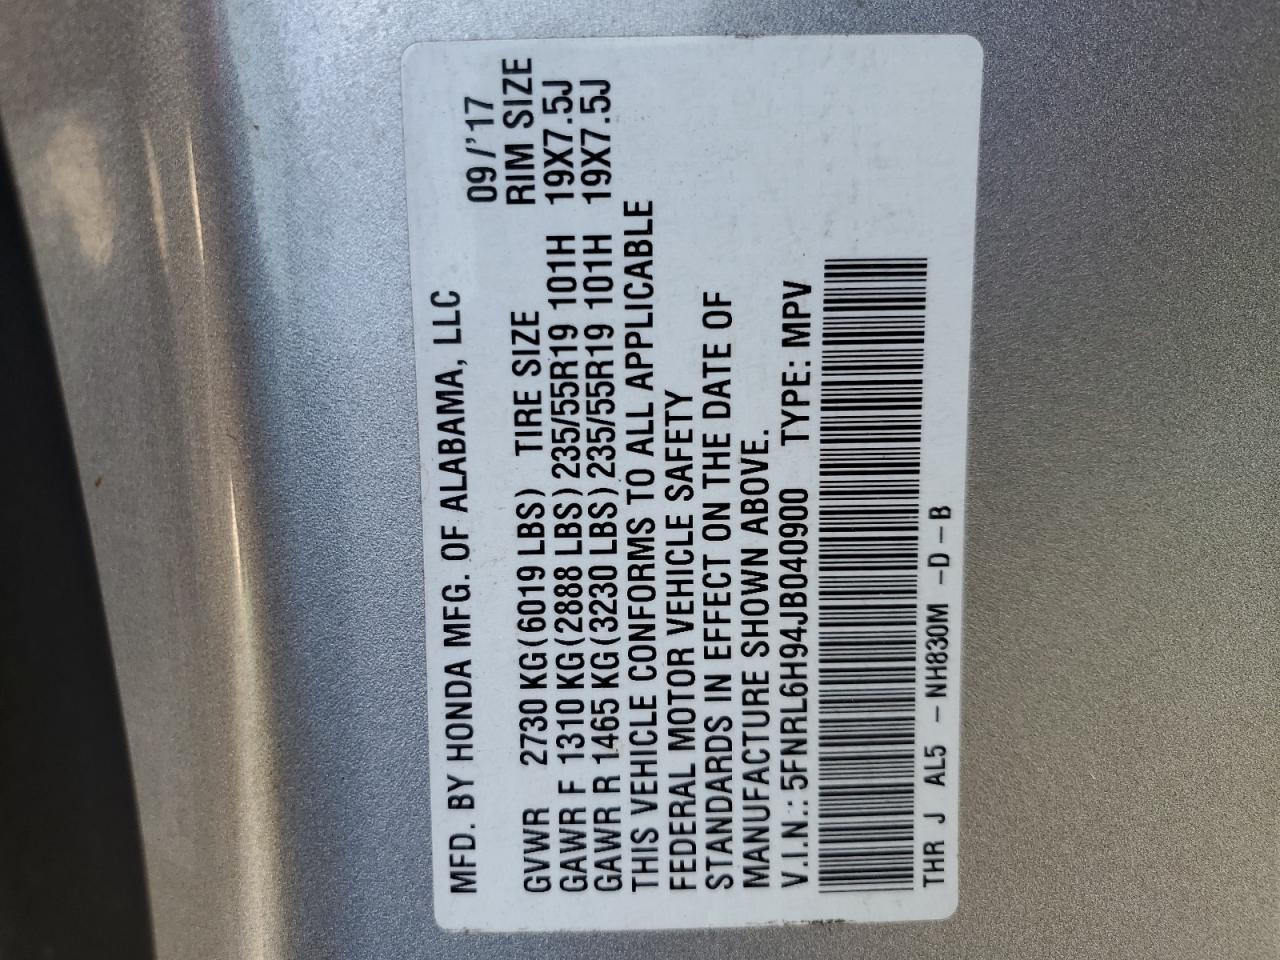 MFD. BY HONDA MFG. OF ALABAMA, LLC
09/'17
GVWR 2730 KG(6019 LBS) TIRE SIZE RIM SIZE
GAWR F 1310 KG(2888 LBS)235/55R19 101H 19X7.5J
GAWR R 1465 KG(3230 LBS)235/55R19 101H 19X7.5J
THIS VEHICLE CONFORMS TO ALL APPLICABLE
FEDERAL MOTOR VEHICLE SAFETY
STANDARDS IN EFFECT ON THE DATE OF
MANUFACTURE SHOWN ABOVE.
V.I.N.: 5FNRL6H94JB040900 TYPE: MPV
THR J AL5 - NH830M -D-B